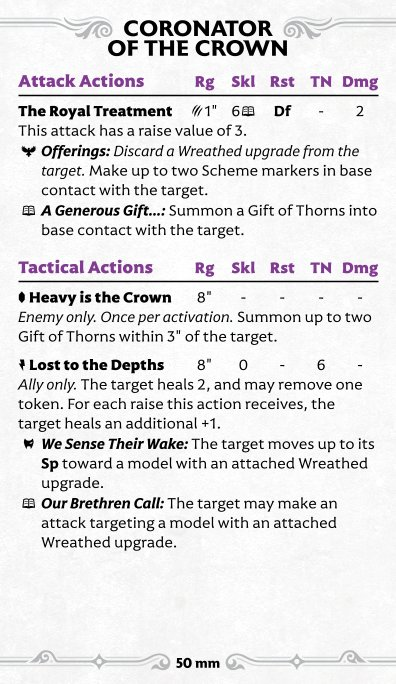 CORONATOR
OF THE CROWN
Attack Actions Rg Skl Rst TN Dmg
The Royal Treatment 1" 6 Df - 2
This attack has a raise value of 3.
Offerings: Discard a Wreathed upgrade from the
target. Make up to two Scheme markers in base
contact with the target.
A Generous Gift...: Summon a Gift of Thorns into
base contact with the target.
Tactical Actions Rg Skl Rst TN Dmg
Heavy is the Crown 8" - - - -
Enemy only. Once per activation. Summon up to two
Gift of Thorns within 3" of the target.
Lost to the Depths 8" 0 - 6 -
Ally only. The target heals 2, and may remove one
token. For each raise this action receives, the
target heals an additional +1.
We Sense Their Wake: The target moves up to its
Sp toward a model with an attached Wreathed
upgrade.
Our Brethren Call: The target may make an
attack targeting a model with an attached
Wreathed upgrade.
50 mm